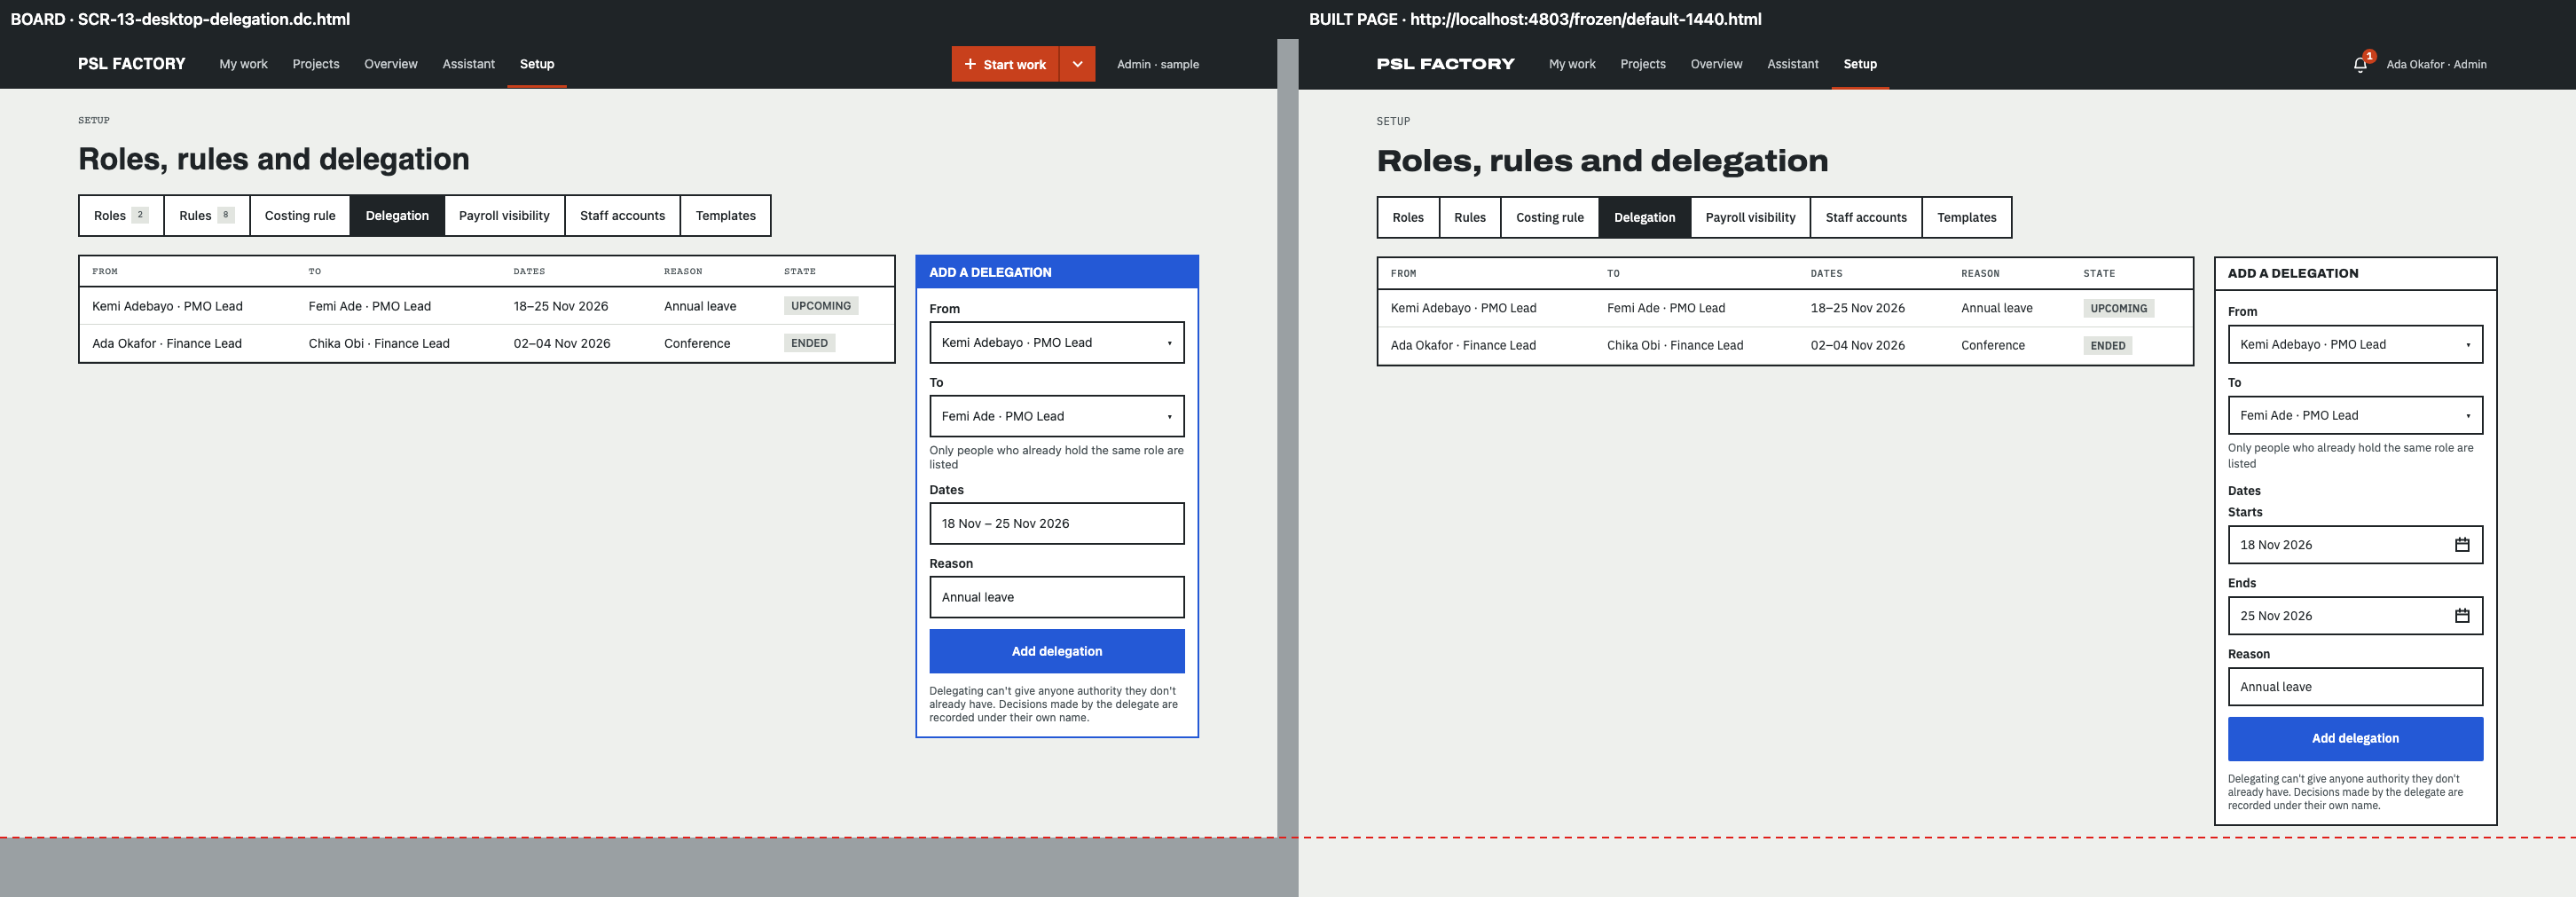 BOARD · SCR-13-desktop-delegation.dc.html
PSL FACTORY My work Projects Overview Assistant Setup + Start work Admin · sample
SETUP
Roles, rules and delegation
Roles 2 Rules 8 Costing rule Delegation Payroll visibility Staff accounts Templates
FROM TO DATES REASON STATE
Kemi Adebayo · PMO Lead Femi Ade · PMO Lead 18–25 Nov 2026 Annual leave UPCOMING
Ada Okafor · Finance Lead Chika Obi · Finance Lead 02–04 Nov 2026 Conference ENDED
ADD A DELEGATION
From
Kemi Adebayo · PMO Lead
To
Femi Ade · PMO Lead
Only people who already hold the same role are
listed
Dates
18 Nov – 25 Nov 2026
Reason
Annual leave
Add delegation
Delegating can't give anyone authority they don't
already have. Decisions made by the delegate are
recorded under their own name.
BUILT PAGE · http://localhost:4803/frozen/default-1440.html
PSL FACTORY My work Projects Overview Assistant Setup 1 Ada Okafor · Admin
SETUP
Roles, rules and delegation
Roles Rules Costing rule Delegation Payroll visibility Staff accounts Templates
FROM TO DATES REASON STATE
Kemi Adebayo · PMO Lead Femi Ade · PMO Lead 18–25 Nov 2026 Annual leave UPCOMING
Ada Okafor · Finance Lead Chika Obi · Finance Lead 02–04 Nov 2026 Conference ENDED
ADD A DELEGATION
From
Kemi Adebayo · PMO Lead
To
Femi Ade · PMO Lead
Only people who already hold the same role are
listed
Dates
Starts
18 Nov 2026
Ends
25 Nov 2026
Reason
Annual leave
Add delegation
Delegating can't give anyone authority they don't
already have. Decisions made by the delegate are
recorded under their own name.